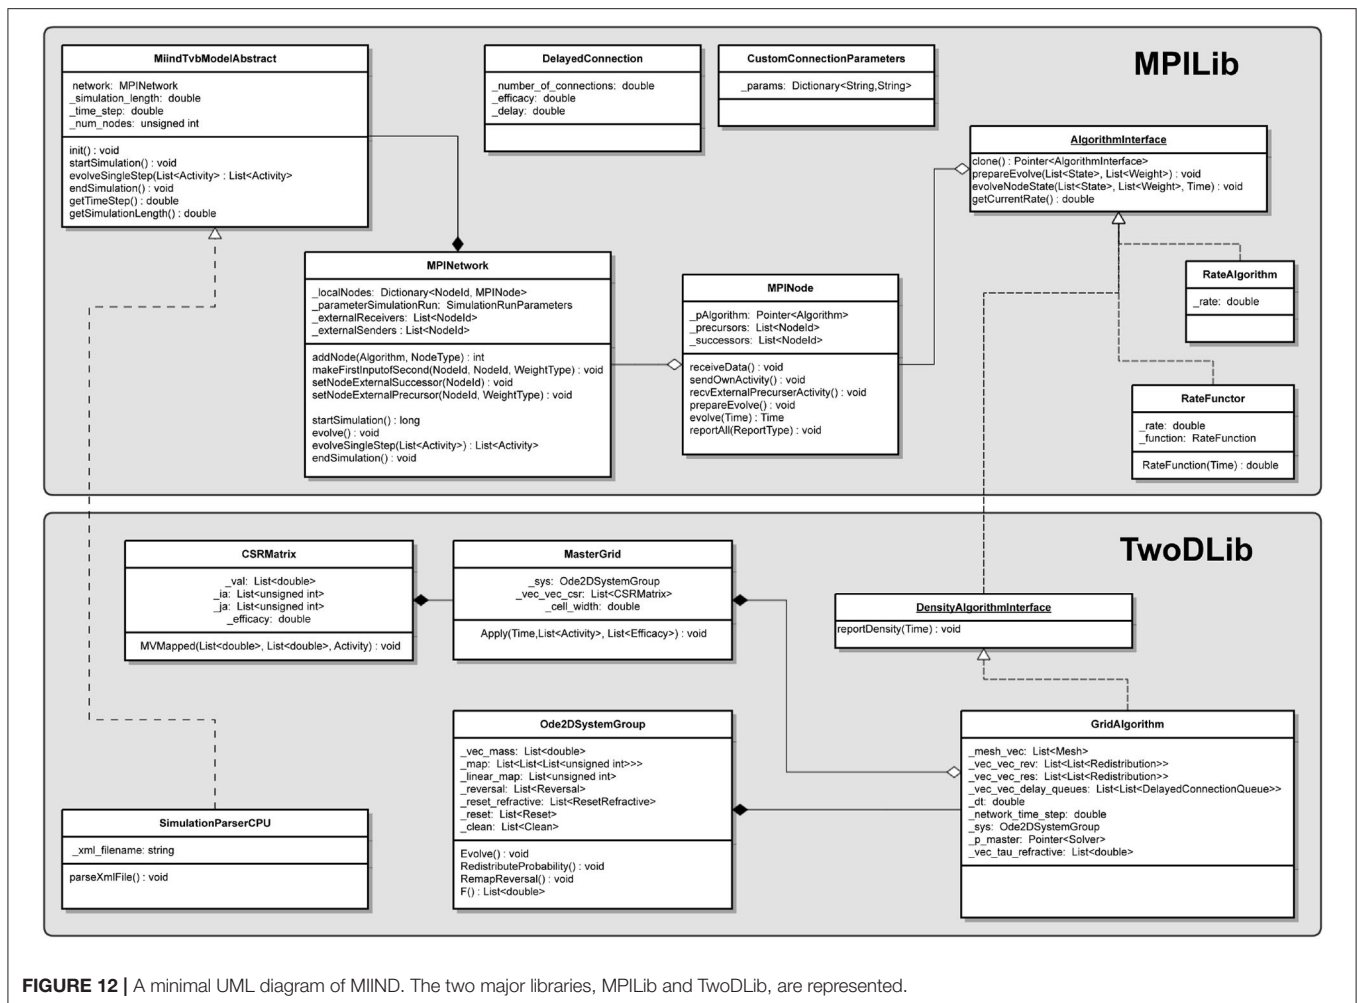 MPILib
MiindTvbModelAbstract
network: MPINetwork
_simulation_length: double
_time_step: double
_num_nodes: unsigned int
init() : void
startSimulation() : void
evolveSingleStep(List<Activity> : List<Activity>
endSimulation() : void
getTimeStep() : double
getSimulationLength() : double
DelayedConnection
_number_of_connections: double
_efficacy: double
_delay: double
CustomConnectionParameters
_params: Dictionary<String,String>
AlgorithmInterface
clone() : Pointer<AlgorithmInterface>
prepareEvolve(List<State>, List<Weight>) : void
evolveNodeState(List<State>, List<Weight>, Time) : void
getCurrentRate() : double
MPINetwork
_localNodes: Dictionary<NodeId, MPINode>
_parameterSimulationRun: SimulationRunParameters
_externalReceivers: List<NodeId>
_externalSenders : List<NodeId>
addNode(Algorithm, NodeType) : int
makeFirstInputofSecond(NodeId, NodeId, WeightType) : void
setNodeExternalSuccessor(NodeId) : void
setNodeExternalPrecursor(NodeId, WeightType) : void
startSimulation() : long
evolve() : void
evolveSingleStep(List<Activity>) : List<Activity>
endSimulation() : void
MPINode
_pAlgorithm: Pointer<Algorithm>
_precursors: List<NodeId>
_successors: List<NodeId>
receiveData() : void
sendOwnActivity() : void
recvExternalPrecurserActivity() : void
prepareEvolve() : void
evolve(Time) : Time
reportAll(ReportType) : void
RateAlgorithm
_rate: double
RateFunctor
_rate: double
_function: RateFunction
RateFunction(Time) : double
TwoDLib
CSRMatrix
_val: List<double>
_ia: List<unsigned int>
_ja: List<unsigned int>
_efficacy: double
MVMapped(List<double>, List<double>, Activity) : void
MasterGrid
_sys: Ode2DSystemGroup
_vec_vec_csr: List<CSRMatrix>
_cell_width: double
Apply(Time,List<Activity>, List<Efficacy>) : void
DensityAlgorithmInterface
reportDensity(Time) : void
Ode2DSystemGroup
_vec_mass: List<double>
_map: List<List<List<unsigned int>>>
_linear_map: List<unsigned int>
_reversal: List<Reversal>
_reset_refractive: List<ResetRefractive>
_reset: List<Reset>
_clean: List<Clean>
Evolve() : void
RedistributeProbability() : void
RemapReversal() : void
F() : List<double>
GridAlgorithm
_mesh_vec: List<Mesh>
_vec_vec_rev: List<List<Redistribution>>
_vec_vec_res: List<List<Redistribution>>
_vec_vec_delay_queues: List<List<DelayedConnectionQueue>>
_dt: double
_network_time_step: double
_sys: Ode2DSystemGroup
_p_master: Pointer<Solver>
_vec_tau_refractive: List<double>
SimulationParserCPU
_xml_filename: string
parseXmlFile() : void
FIGURE 12 | A minimal UML diagram of MIIND. The two major libraries, MPILib and TwoDLib, are represented.